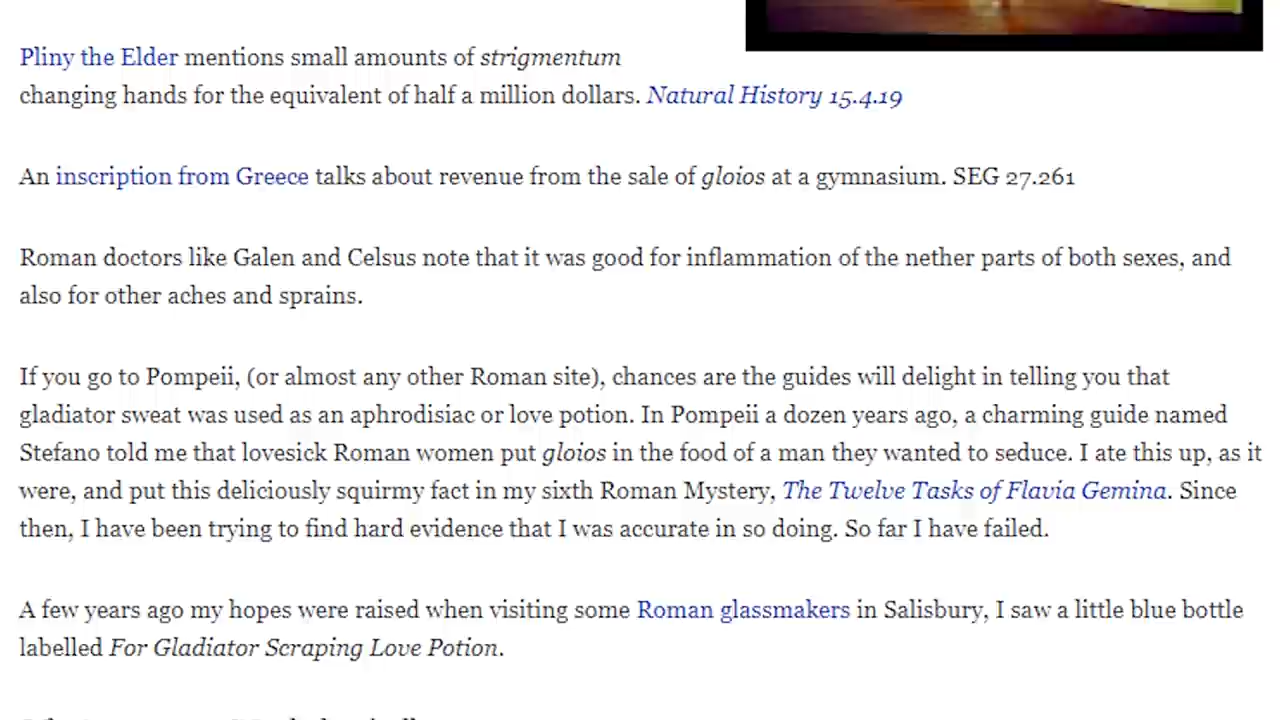 Pliny the Elder mentions small amounts of strigmentum
changing hands for the equivalent of half a million dollars. Natural History 15.4.19
An inscription from Greece talks about revenue from the sale of gloios at a gymnasium. SEG 27.261
Roman doctors like Galen and Celsus note that it was good for inflammation of the nether parts of both sexes, and
also for other aches and sprains.
If you go to Pompeii, (or almost any other Roman site), chances are the guides will delight in telling you that
gladiator sweat was used as an aphrodisiac or love potion. In Pompeii a dozen years ago, a charming guide named
Stefano told me that lovesick Roman women put gloios in the food of a man they wanted to seduce. I ate this up, as it
were, and put this deliciously squirmy fact in my sixth Roman Mystery, The Twelve Tasks of Flavia Gemina. Since
then, I have been trying to find hard evidence that I was accurate in so doing. So far I have failed.
A few years ago my hopes were raised when visiting some Roman glassmakers in Salisbury, I saw a little blue bottle
labelled For Gladiator Scraping Love Potion.